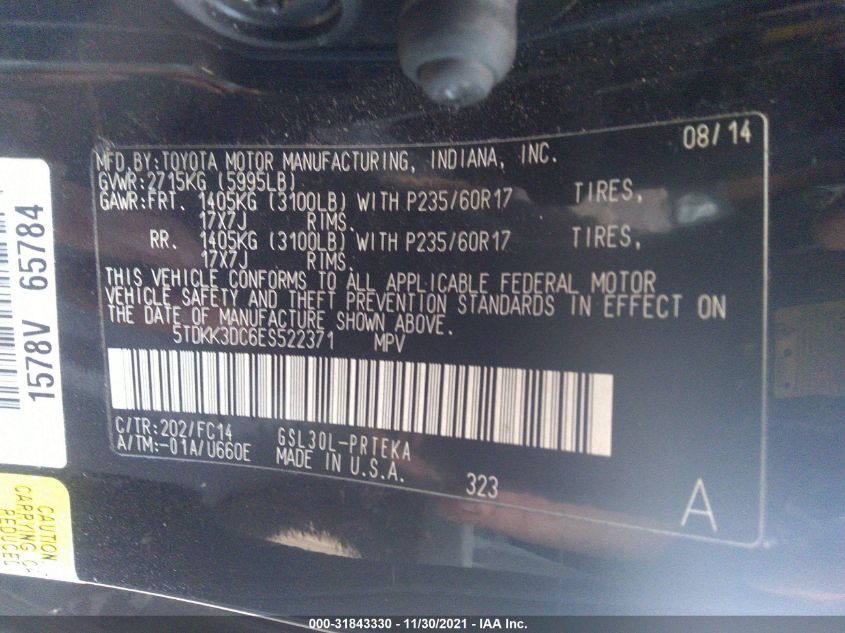 08/14
MFD.BY:TOYOTA MOTOR MANUFACTURING, INDIANA, INC.
GVWR:2715KG (5995LB)
GAWR:FRT. 1405KG (3100LB) WITH P235/60R17 TIRES,
17X7J RIMS.
RR. 1405KG (3100LB) WITH P235/60R17 TIRES,
17X7J RIMS.
THIS VEHICLE CONFORMS TO ALL APPLICABLE FEDERAL MOTOR
VEHICLE SAFETY AND THEFT PREVENTION STANDARDS IN EFFECT ON
THE DATE OF MANUFACTURE SHOWN ABOVE.
5TDKK3DC6ES522371 MPV
C/TR:202/FC14 GSL30L-PRTEKA
A/TM:-01A/U660E MADE IN U.S.A.
323
A
1578V 65784
CAUTION
CARRYING CA
REDUCED
000-31843330 - 11/30/2021 - IAA Inc.